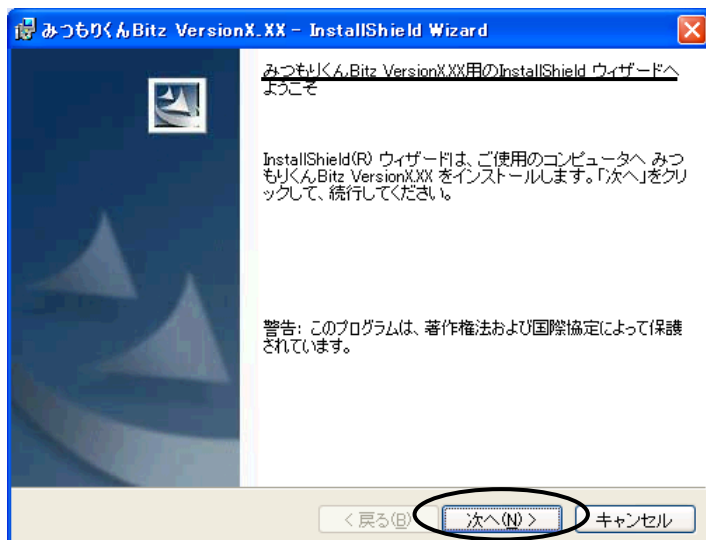 みつもりくんBitz VersionX.XX - InstallShield Wizard
みつもりくんBitz VersionX.XX用のInstallShield ウィザードへ
ようこそ
InstallShield(R) ウィザードは、ご使用のコンピュータへ みつ
もりくんBitz VersionX.XX をインストールします。「次へ」をクリ
ックして、続行してください。
警告: このプログラムは、著作権法および国際協定によって保護
されています。
< 戻る(B) 次へ(N) > キャンセル